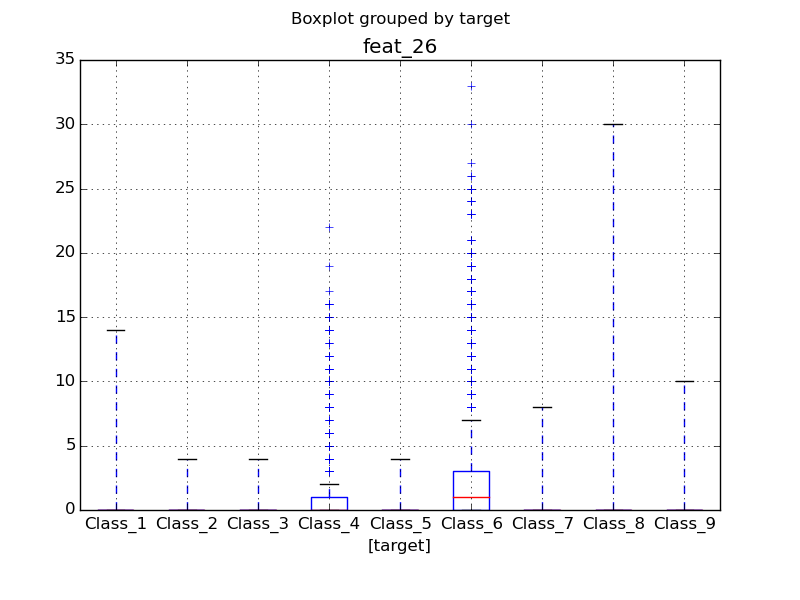 Boxplot grouped by target
feat_26
35
30
25
20
15
10
5
0
Class_1 Class_2 Class_3 Class_4 Class_5 Class_6 Class_7 Class_8 Class_9
[target]